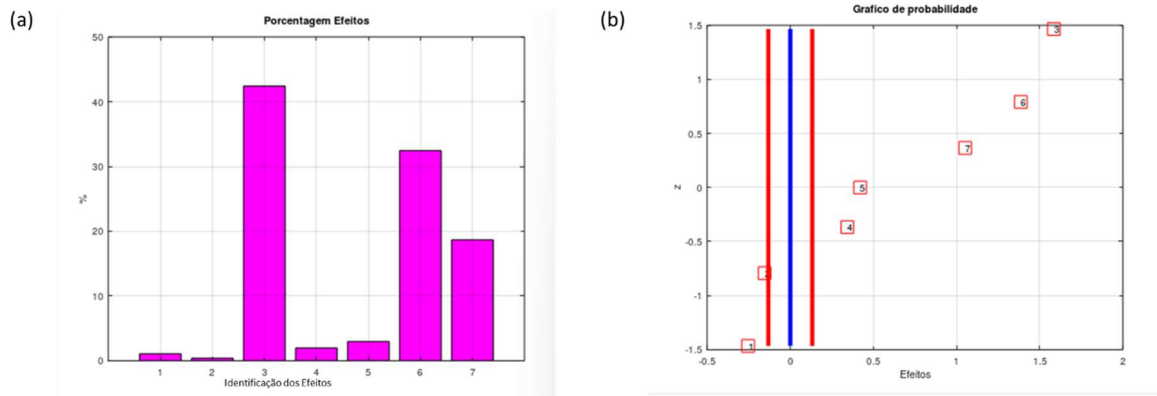 (a)
Porcentagem Efeitos
50
40
30
20
10
0
%
1 2 3 4 5 6 7
Identificação dos Efeitos
(b)
Grafico de probabilidade
1.5
1
0.5
0
-0.5
-1
-1.5
z
3
6
7
5
4
2
1
-0.5 0 0.5 1 1.5 2
Efeitos